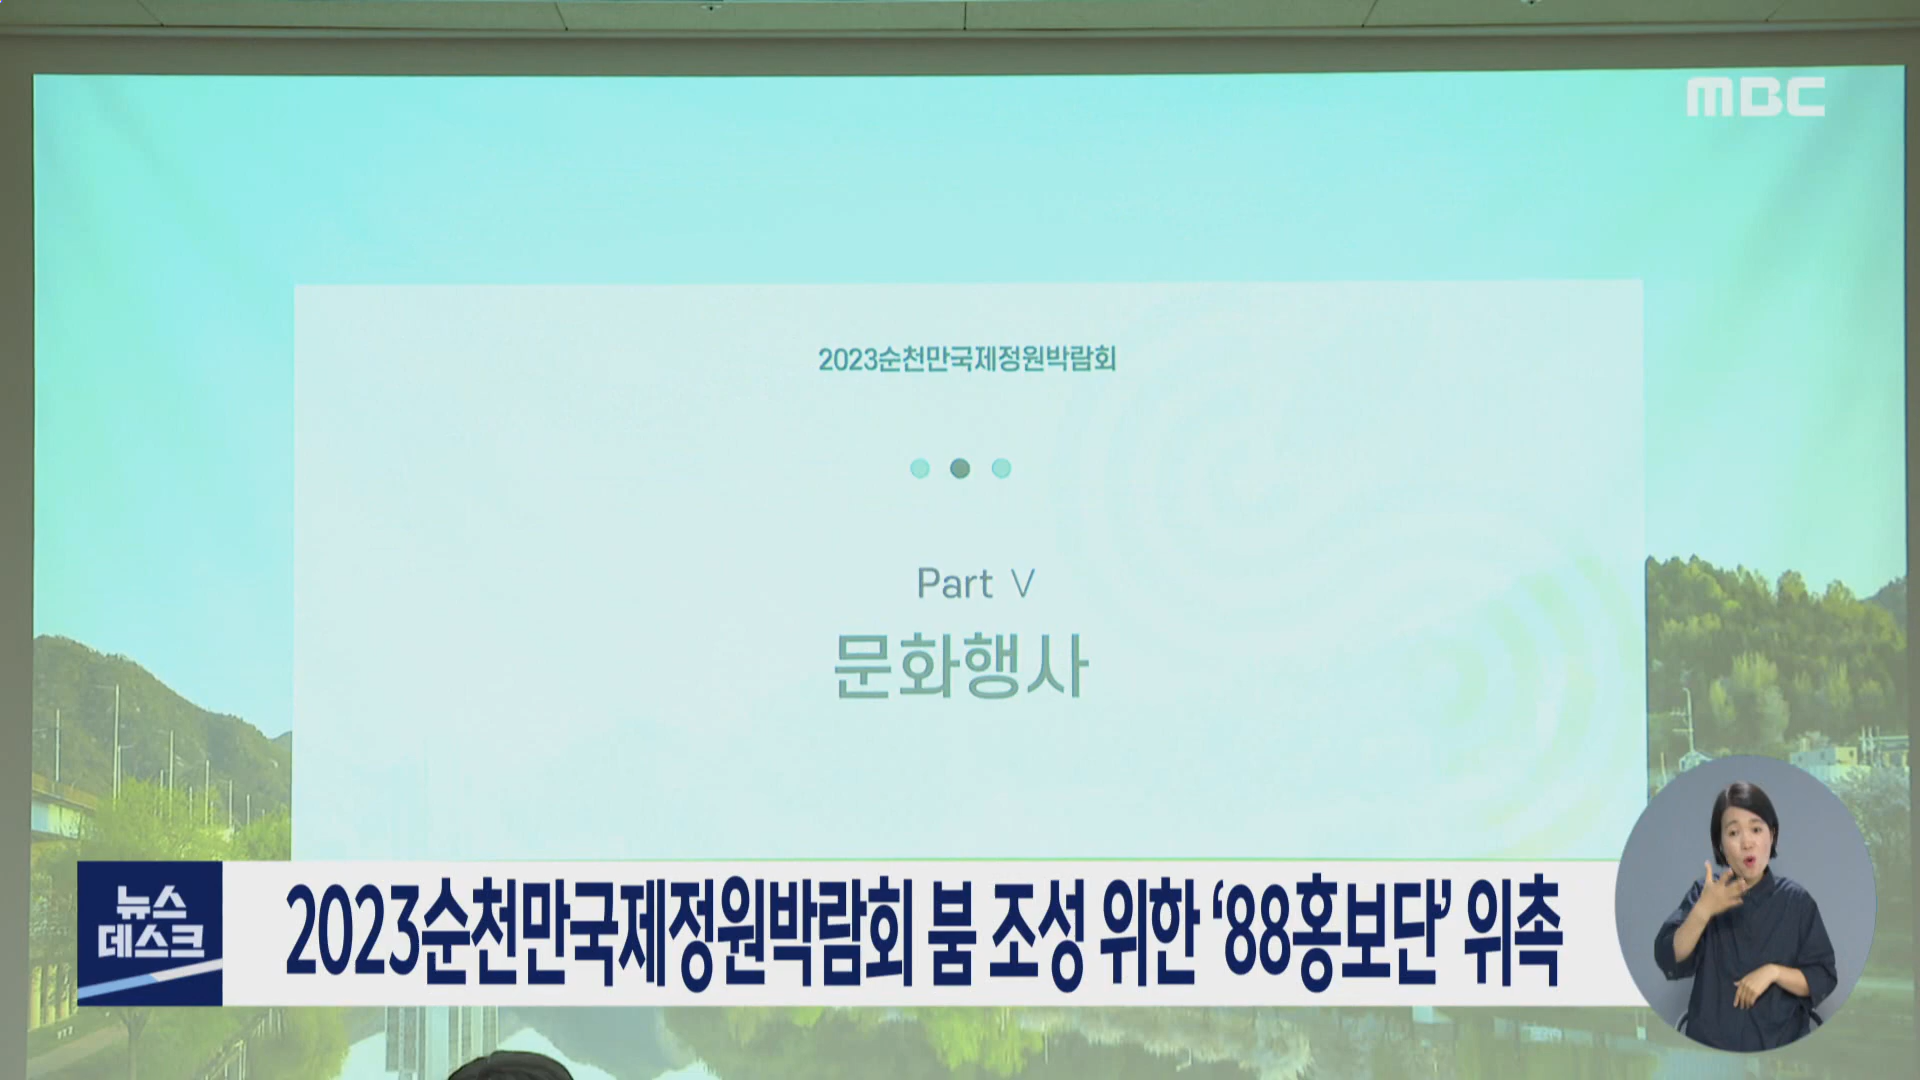 MBC
2023순천만국제정원박람회
Part Ⅴ
문화행사
뉴스
데스크
2023순천만국제정원박람회 붐 조성 위한 ‘88홍보단’ 위촉